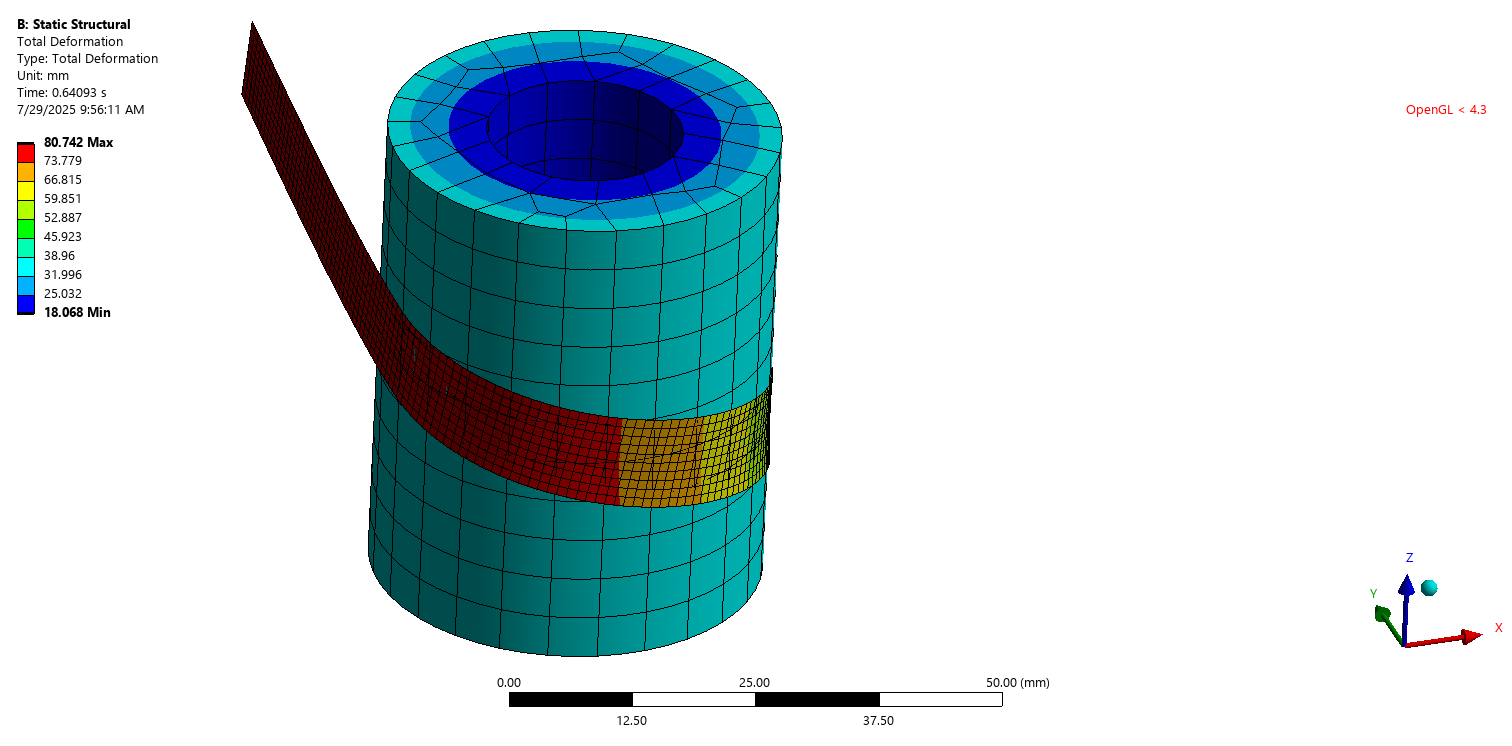 B: Static Structural
Total Deformation
Type: Total Deformation
Unit: mm
Time: 0.64093 s
7/29/2025 9:56:11 AM
80.742 Max
73.779
66.815
59.851
52.887
45.923
38.96
31.996
25.032
18.068 Min
OpenGL < 4.3
0.00 25.00 50.00 (mm)
12.50 37.50
Z
Y
X